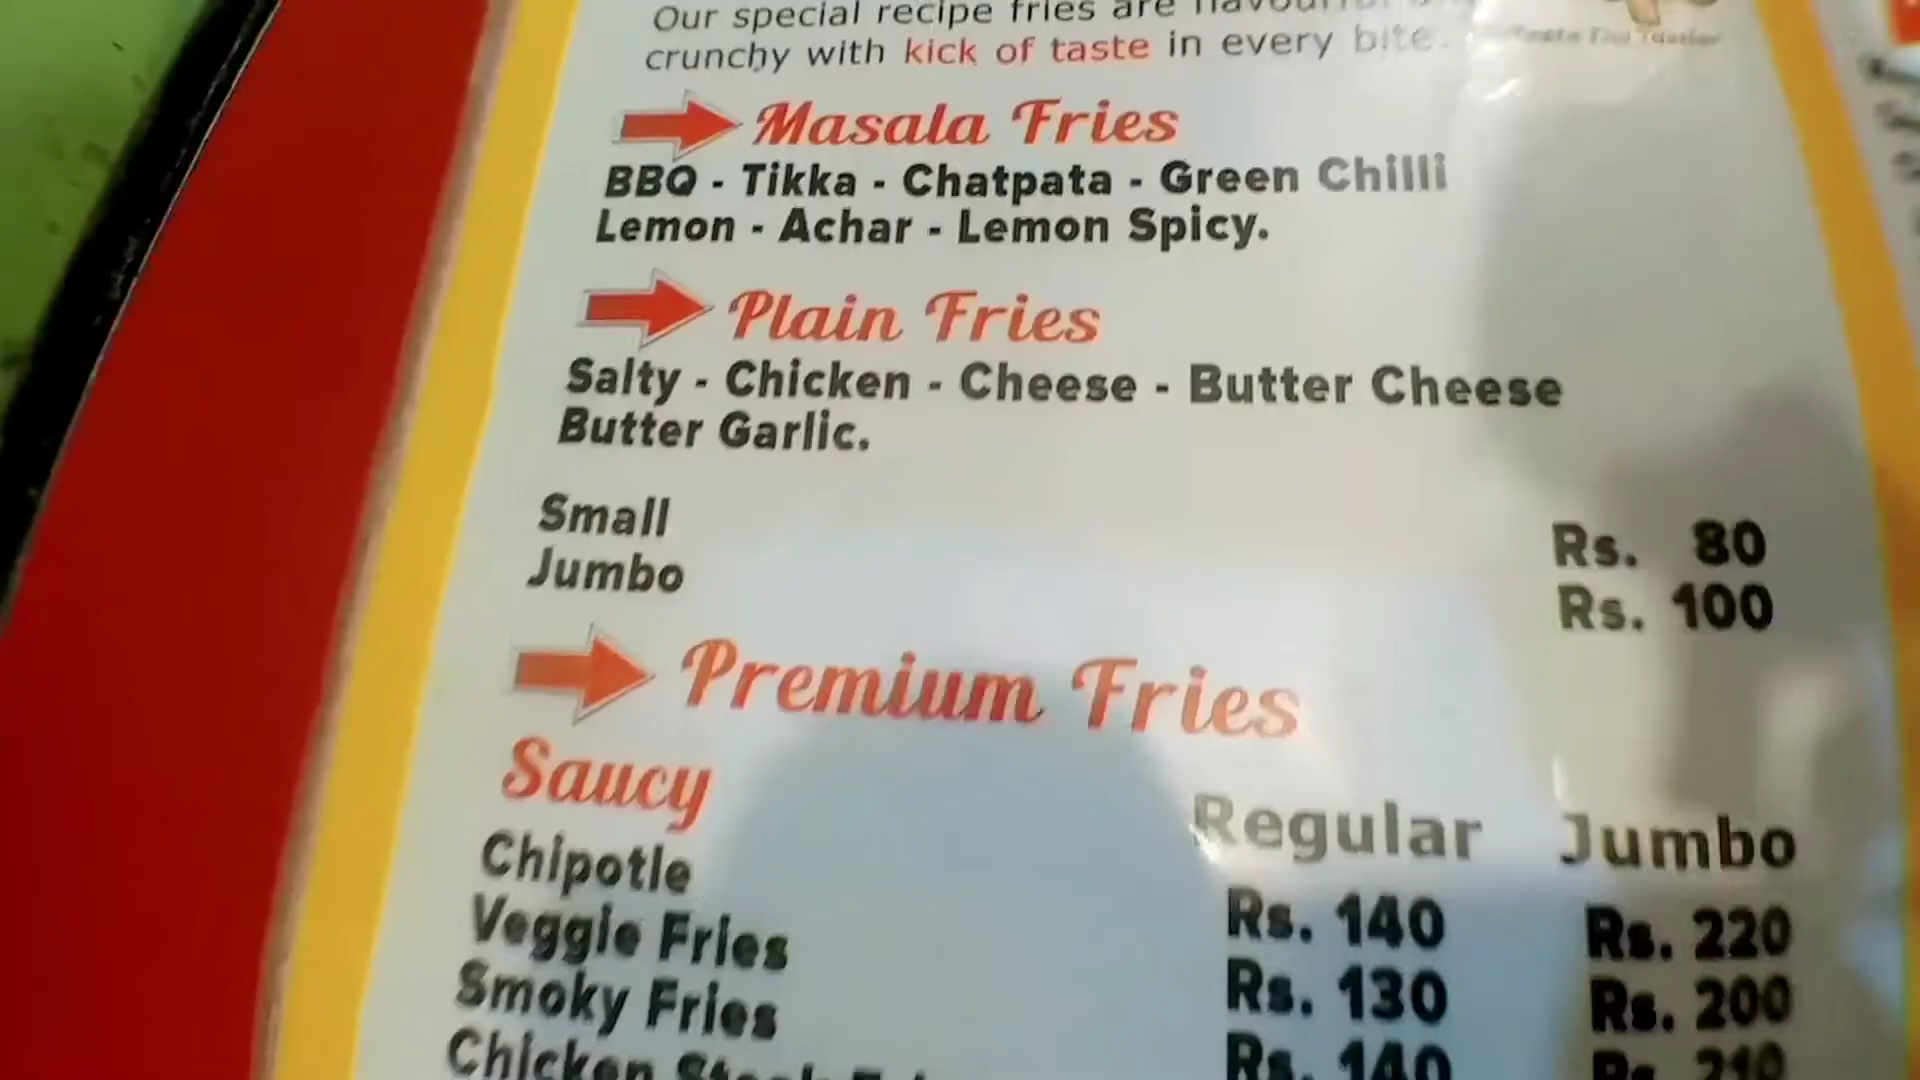 Our special recipe fries are
crunchy with kick of taste in every bite.
Masala Fries
BBQ - Tikka - Chatpata - Green Chilli
Lemon - Achar - Lemon Spicy.
Plain Fries
Salty - Chicken - Cheese - Butter Cheese
Butter Garlic.
Small Rs. 80
Jumbo Rs. 100
Premium Fries
Saucy Regular Jumbo
Chipotle Rs. 140 Rs. 220
Veggie Fries Rs. 130 Rs. 200
Smoky Fries Rs. 140 Rs. 210
Chicken